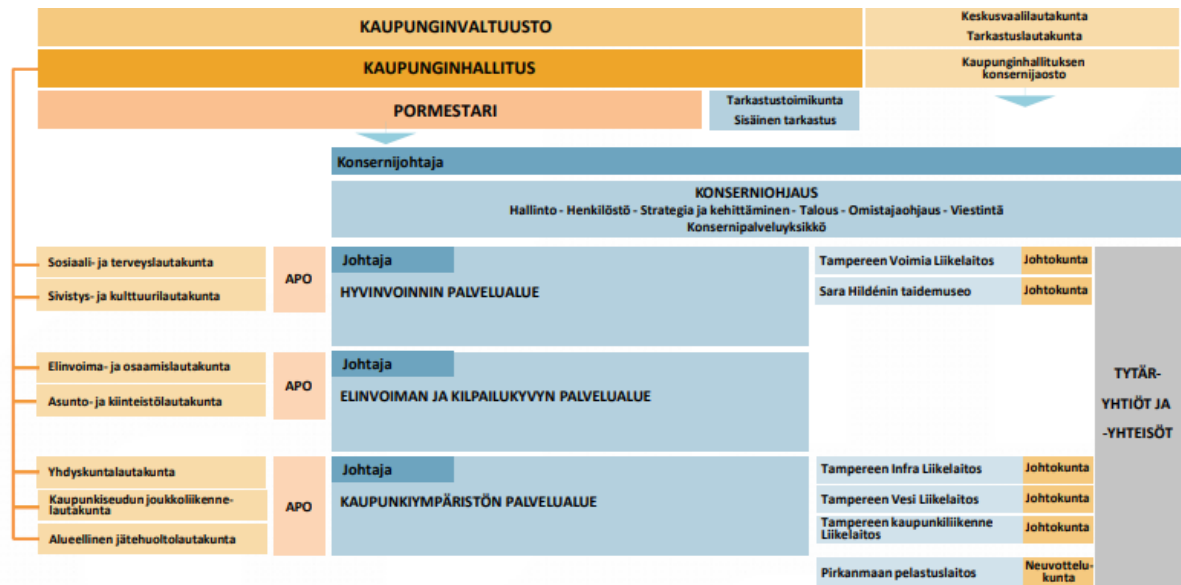 KAUPUNGINVALTUUSTO
Keskusvaalilautakunta
Tarkastuslautakunta
KAUPUNGINHALLITUS
Kaupunginhallituksen
konsernijaosto
PORMESTARI
Tarkastustoimikunta
Sisäinen tarkastus
Konsernijohtaja
KONSERNIOHJAUS
Hallinto - Henkilöstö - Strategia ja kehittäminen - Talous - Omistajaohjaus - Viestintä
Konsernipalveluyksikkö
Sosiaali- ja terveyslautakunta
Sivistys- ja kulttuurilautakunta
APO
Johtaja
HYVINVOINNIN PALVELUALUE
Tampereen Voimia Liikelaitos
Johtokunta
Sara Hildénin taidemuseo
Johtokunta
Elinvoima- ja osaamislautakunta
Asunto- ja kiinteistölautakunta
APO
Johtaja
ELINVOIMAN JA KILPAILUKYVYN PALVELUALUE
TYTÄR-
YHTIÖT JA
-YHTEISÖT
Yhdyskuntalautakunta
Kaupunkiseudun joukkoliikenne-
lautakunta
Alueellinen jätehuoltolautakunta
APO
Johtaja
KAUPUNKIYMPÄRISTÖN PALVELUALUE
Tampereen Infra Liikelaitos
Johtokunta
Tampereen Vesi Liikelaitos
Johtokunta
Tampereen kaupunkiliikenne
Liikelaitos
Johtokunta
Pirkanmaan pelastuslaitos
Neuvottelu-
kunta